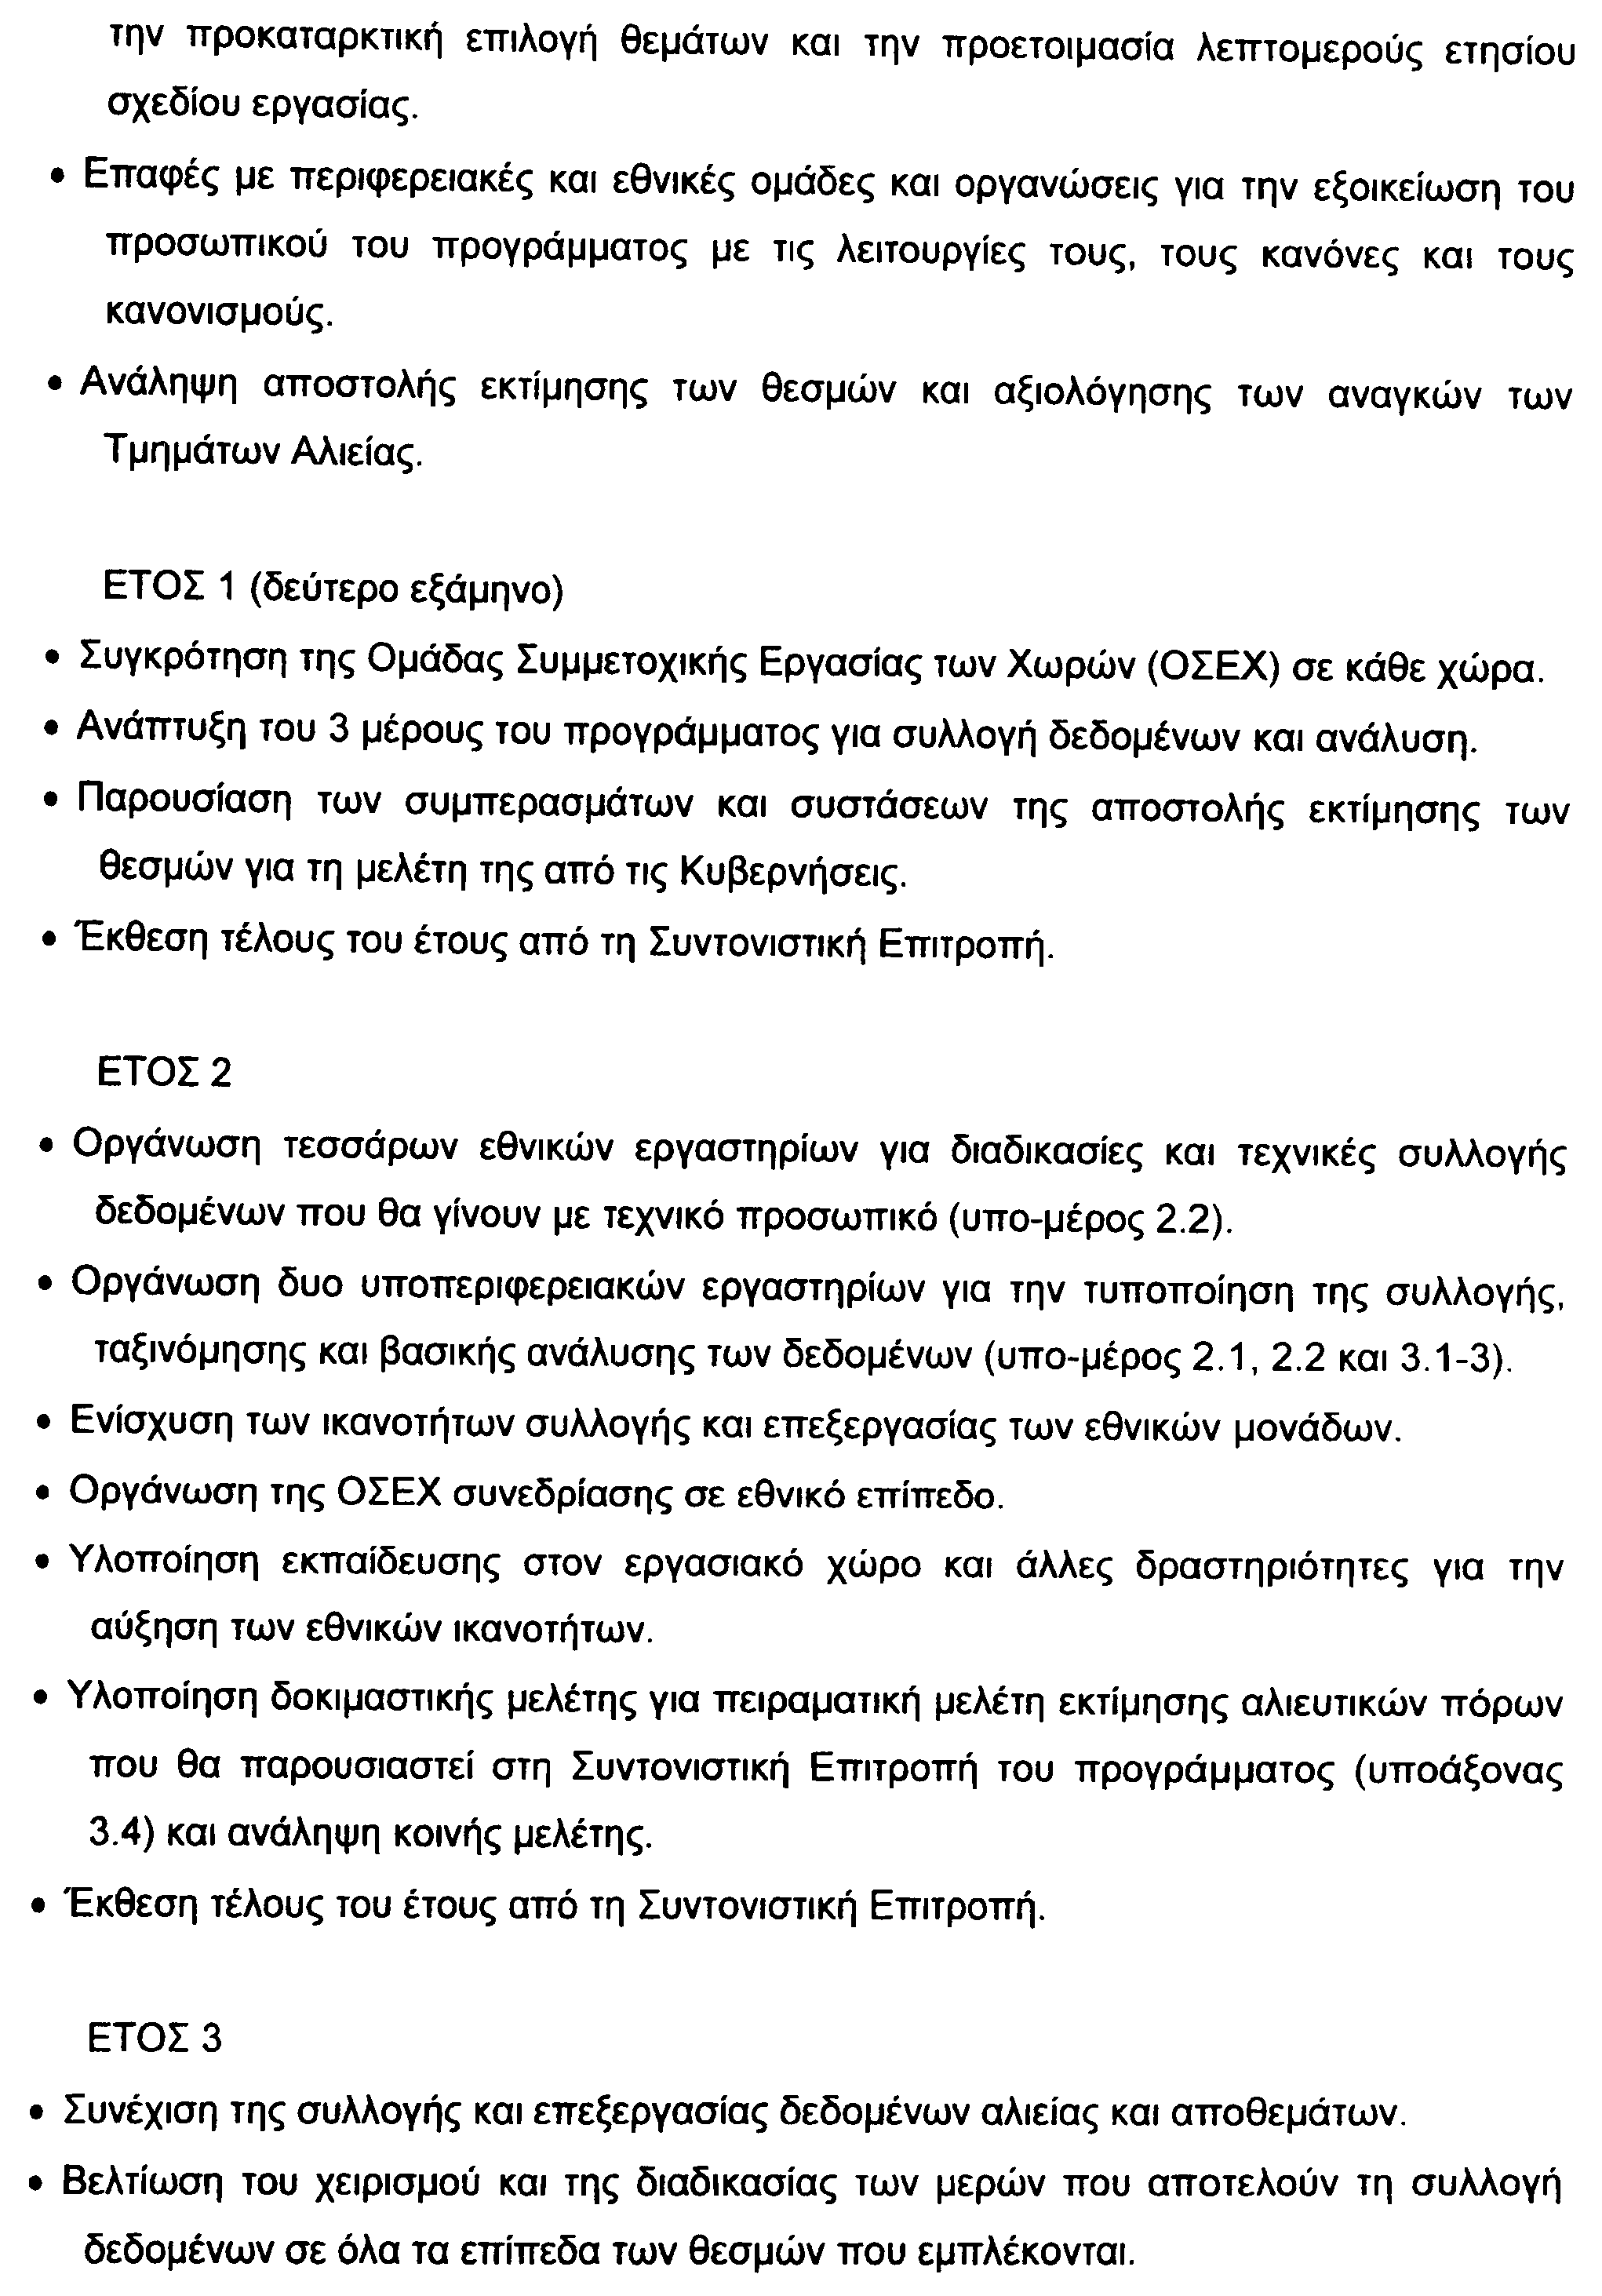 την προκαταρκτική επιλογή θεμάτων και την προετοιμασία λεπτομερούς ετησίου
σχεδίου εργασίας.
• Επαφές με περιφερειακές και εθνικές ομάδες και οργανώσεις για την εξοικείωση του
προσωπικού του προγράμματος με τις λειτουργίες τους, τους κανόνες και τους
κανονισμούς.
• Ανάληψη αποστολής εκτίμησης των θεσμών και αξιολόγησης των αναγκών των
Τμημάτων Αλιείας.
ΕΤΟΣ 1 (δεύτερο εξάμηνο)
• Συγκρότηση της Ομάδας Συμμετοχικής Εργασίας των Χωρών (ΟΣΕΧ) σε κάθε χώρα.
• Ανάπτυξη του 3 μέρους του προγράμματος για συλλογή δεδομένων και ανάλυση.
• Παρουσίαση των συμπερασμάτων και συστάσεων της αποστολής εκτίμησης των
θεσμών για τη μελέτη της από τις Κυβερνήσεις.
• Έκθεση τέλους του έτους από τη Συντονιστική Επιτροπή.
ΕΤΟΣ 2
• Οργάνωση τεσσάρων εθνικών εργαστηρίων για διαδικασίες και τεχνικές συλλογής
δεδομένων που θα γίνουν με τεχνικό προσωπικό (υπο-μέρος 2.2).
• Οργάνωση δυο υποπεριφερειακών εργαστηρίων για την τυποποίηση της συλλογής,
ταξινόμησης και βασικής ανάλυσης των δεδομένων (υπο-μέρος 2.1, 2.2 και 3.1-3).
• Ενίσχυση των ικανοτήτων συλλογής και επεξεργασίας των εθνικών μονάδων.
• Οργάνωση της ΟΣΕΧ συνεδρίασης σε εθνικό επίπεδο.
• Υλοποίηση εκπαίδευσης στον εργασιακό χώρο και άλλες δραστηριότητες για την
αύξηση των εθνικών ικανοτήτων.
• Υλοποίηση δοκιμαστικής μελέτης για πειραματική μελέτη εκτίμησης αλιευτικών πόρων
που θα παρουσιαστεί στη Συντονιστική Επιτροπή του προγράμματος (υποάξονας
3.4) και ανάληψη κοινής μελέτης.
• Έκθεση τέλους του έτους από τη Συντονιστική Επιτροπή.
ΕΤΟΣ 3
• Συνέχιση της συλλογής και επεξεργασίας δεδομένων αλιείας και αποθεμάτων.
• Βελτίωση του χειρισμού και της διαδικασίας των μερών που αποτελούν τη συλλογή
δεδομένων σε όλα τα επίπεδα των θεσμών που εμπλέκονται.